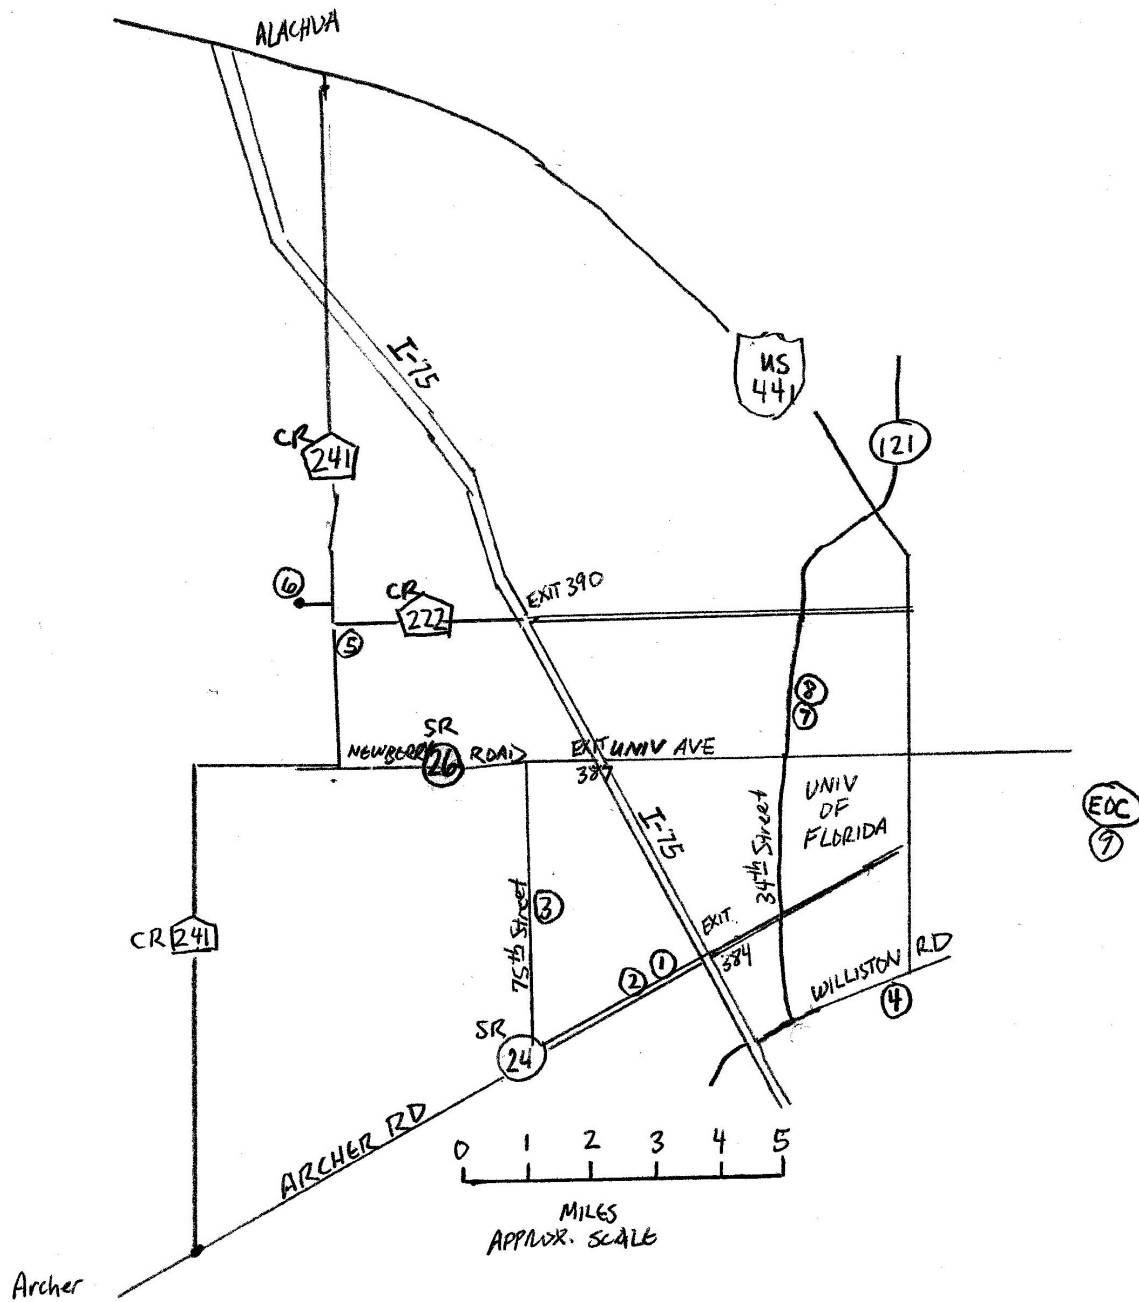 ALACHUA
I-75
US
441
121
CR
241
6
CR
222
EXIT 390
5
8
7
SR
26
NEWBERRY ROAD
EXIT
387
UNIV AVE
UNIV
OF
FLORIDA
EOC
9
I-75
34th Street
75th Street
3
CR 241
EXIT
384
2 1
WILLISTON RD
4
SR
24
ARCHER RD
0 1 2 3 4 5
MILES
APPROX. SCALE
Archer